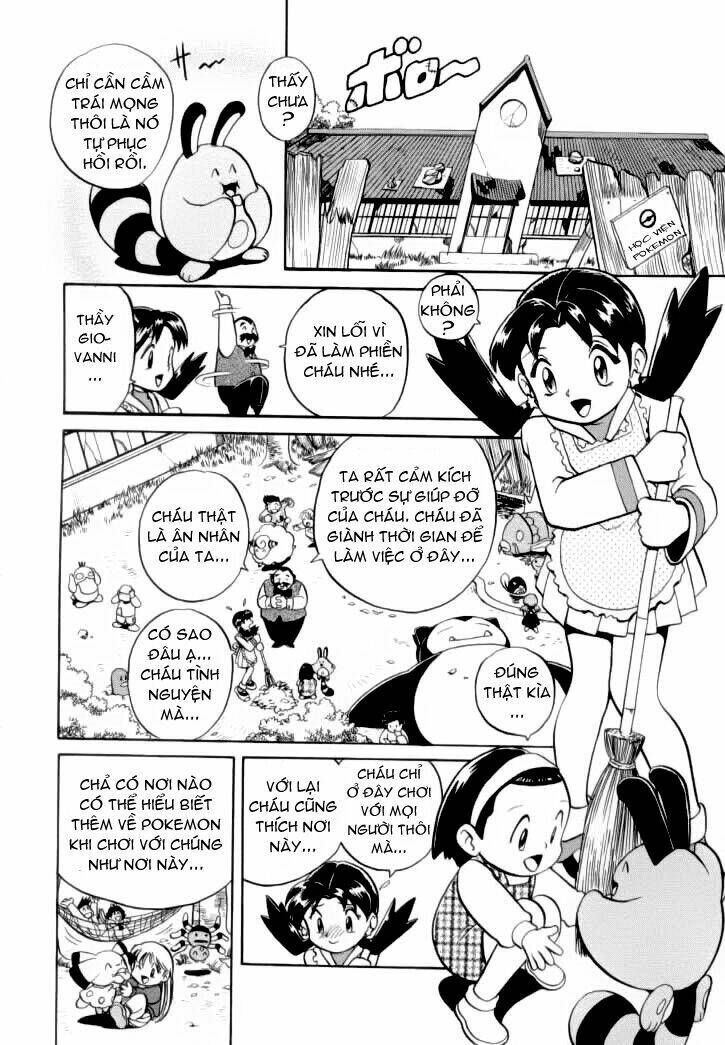 CHỈ CẦN CẦM
TRÁI MỌNG
THÔI LÀ NÓ
TỰ PHỤC
HỒI RỒI.
THẤY
CHƯA
?
ボロ〜
HỌC VIỆN
POKEMON
PHẢI
KHÔNG
?
XIN LỖI VÌ
ĐÃ LÀM PHIỀN
CHÁU NHÉ...
THẦY
GIO-
VANNI
...
TA RẤT CẢM KÍCH
TRƯỚC SỰ GIÚP ĐỠ
CỦA CHÁU. CHÁU ĐÃ
GIÀNH THỜI GIAN ĐỂ
LÀM VIỆC Ở ĐÂY...
CHÁU THẬT
LÀ ÂN NHÂN
CỦA TA...
CÓ SAO
ĐÂU Ạ...
CHÁU TÌNH
NGUYỆN
MÀ...
ĐÚNG
THẬT KÌA
...
CHÁU CHỈ
Ở ĐÂY CHƠI
VỚI MỌI
NGƯỜI THÔI
MÀ...
VỚI LẠI
CHÁU CŨNG
THÍCH NƠI
NÀY...
CHẢ CÓ NƠI NÀO
CÓ THỂ HIỂU BIẾT
THÊM VỀ POKEMON
KHI CHƠI VỚI CHÚNG
NHƯ NƠI NÀY...